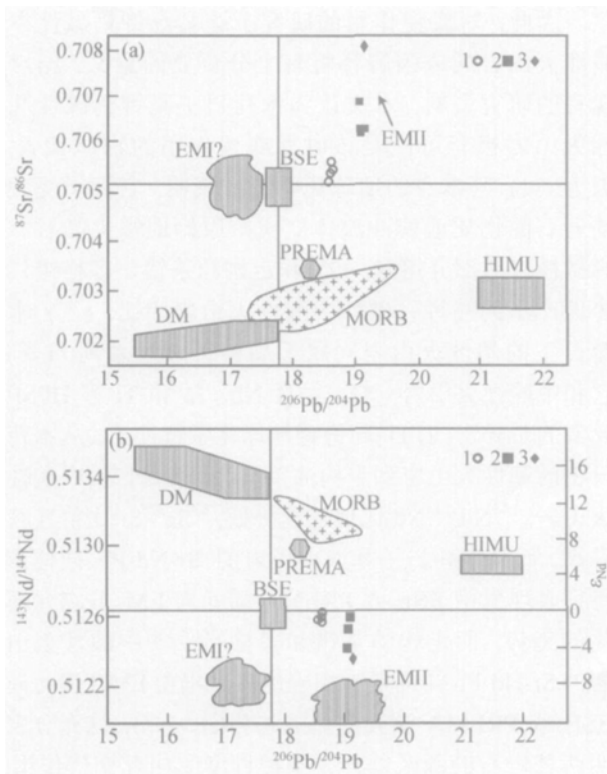 (a)
1○ 2■ 3◆
0.708
0.707
0.706
0.705
0.704
0.703
0.702
⁸⁷Sr/⁸⁶Sr
EMI?
BSE
EMII
PREMA
HIMU
DM
MORB
15 16 17 18 19 20 21 22
²⁰⁶Pb/²⁰⁴Pb
(b)
1○ 2■ 3◆
0.5134
0.5130
0.5126
0.5122
¹⁴³Nd/¹⁴⁴Nd
16
12
8
4
0
4
8
εNd
DM
MORB
PREMA
HIMU
BSE
EMI?
EMII
15 16 17 18 19 20 21 22
²⁰⁶Pb/²⁰⁴Pb